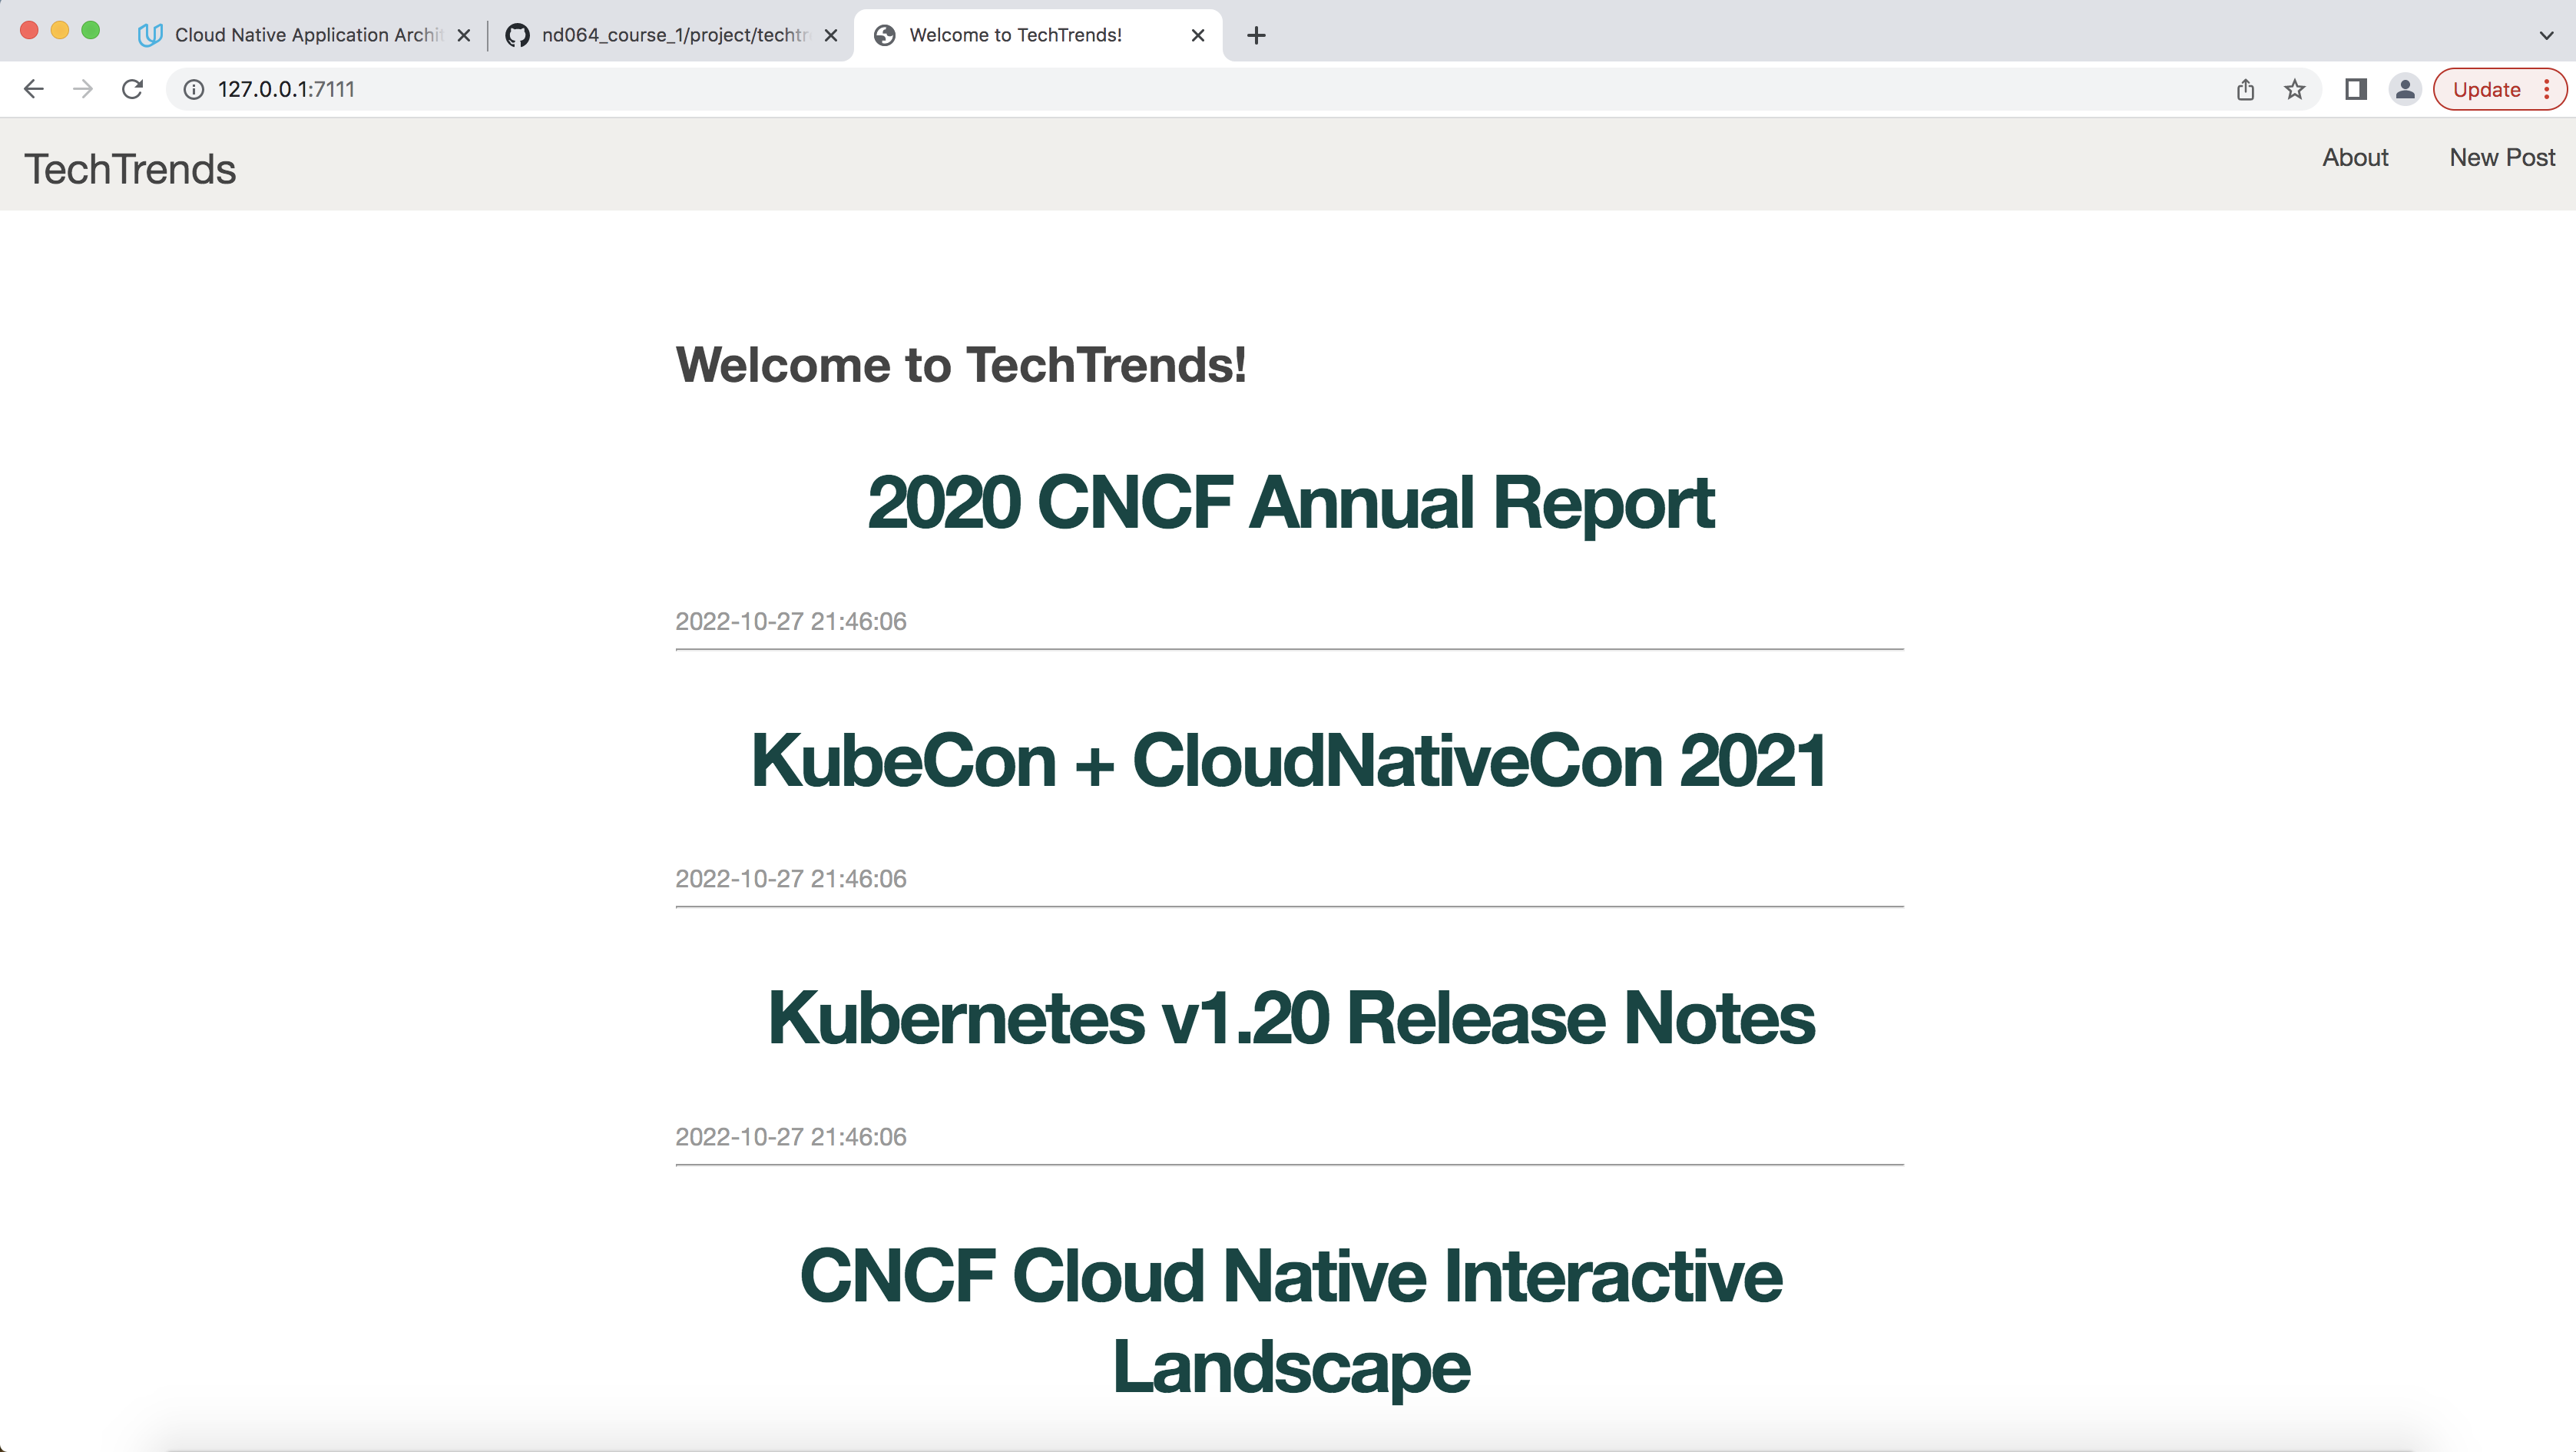 Cloud Native Application Archi
nd064_course_1/project/techtr
Welcome to TechTrends!
127.0.0.1:7111
Update
TechTrends
About
New Post
Welcome to TechTrends!
2020 CNCF Annual Report
2022-10-27 21:46:06
KubeCon + CloudNativeCon 2021
2022-10-27 21:46:06
Kubernetes v1.20 Release Notes
2022-10-27 21:46:06
CNCF Cloud Native Interactive
Landscape